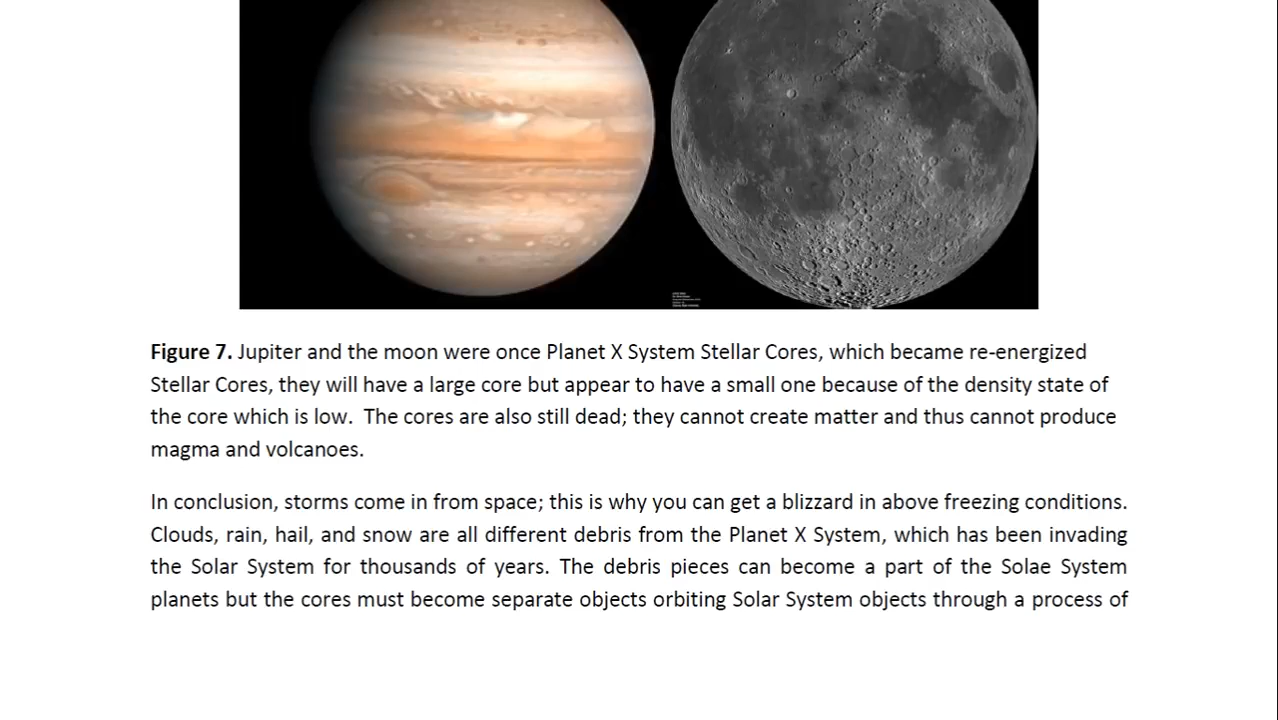 Figure 7. Jupiter and the moon were once Planet X System Stellar Cores, which became re-energized
Stellar Cores, they will have a large core but appear to have a small one because of the density state of
the core which is low.  The cores are also still dead; they cannot create matter and thus cannot produce
magma and volcanoes.
In conclusion, storms come in from space; this is why you can get a blizzard in above freezing conditions.
Clouds, rain, hail, and snow are all different debris from the Planet X System, which has been invading
the Solar System for thousands of years. The debris pieces can become a part of the Solae System
planets but the cores must become separate objects orbiting Solar System objects through a process of